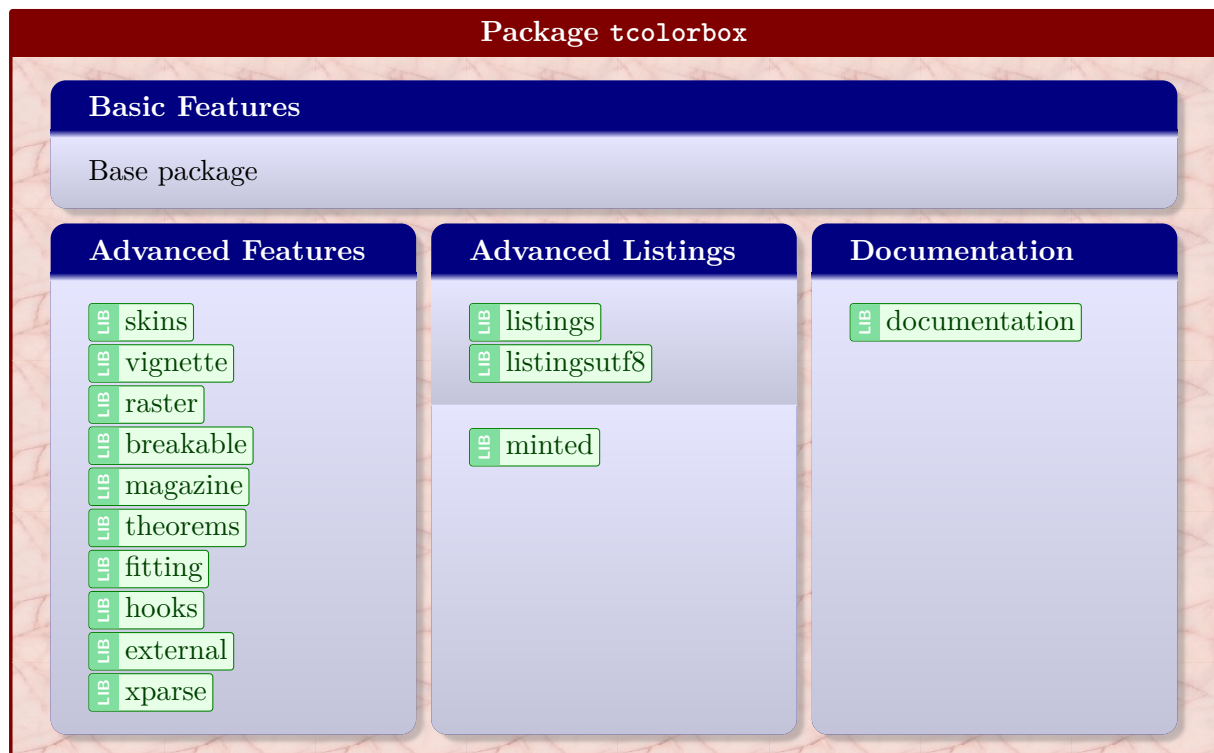 Package tcolorbox
Basic Features
Base package
Advanced Features
LIB skins
LIB vignette
LIB raster
LIB breakable
LIB magazine
LIB theorems
LIB fitting
LIB hooks
LIB external
LIB xparse
Advanced Listings
LIB listings
LIB listingsutf8
LIB minted
Documentation
LIB documentation